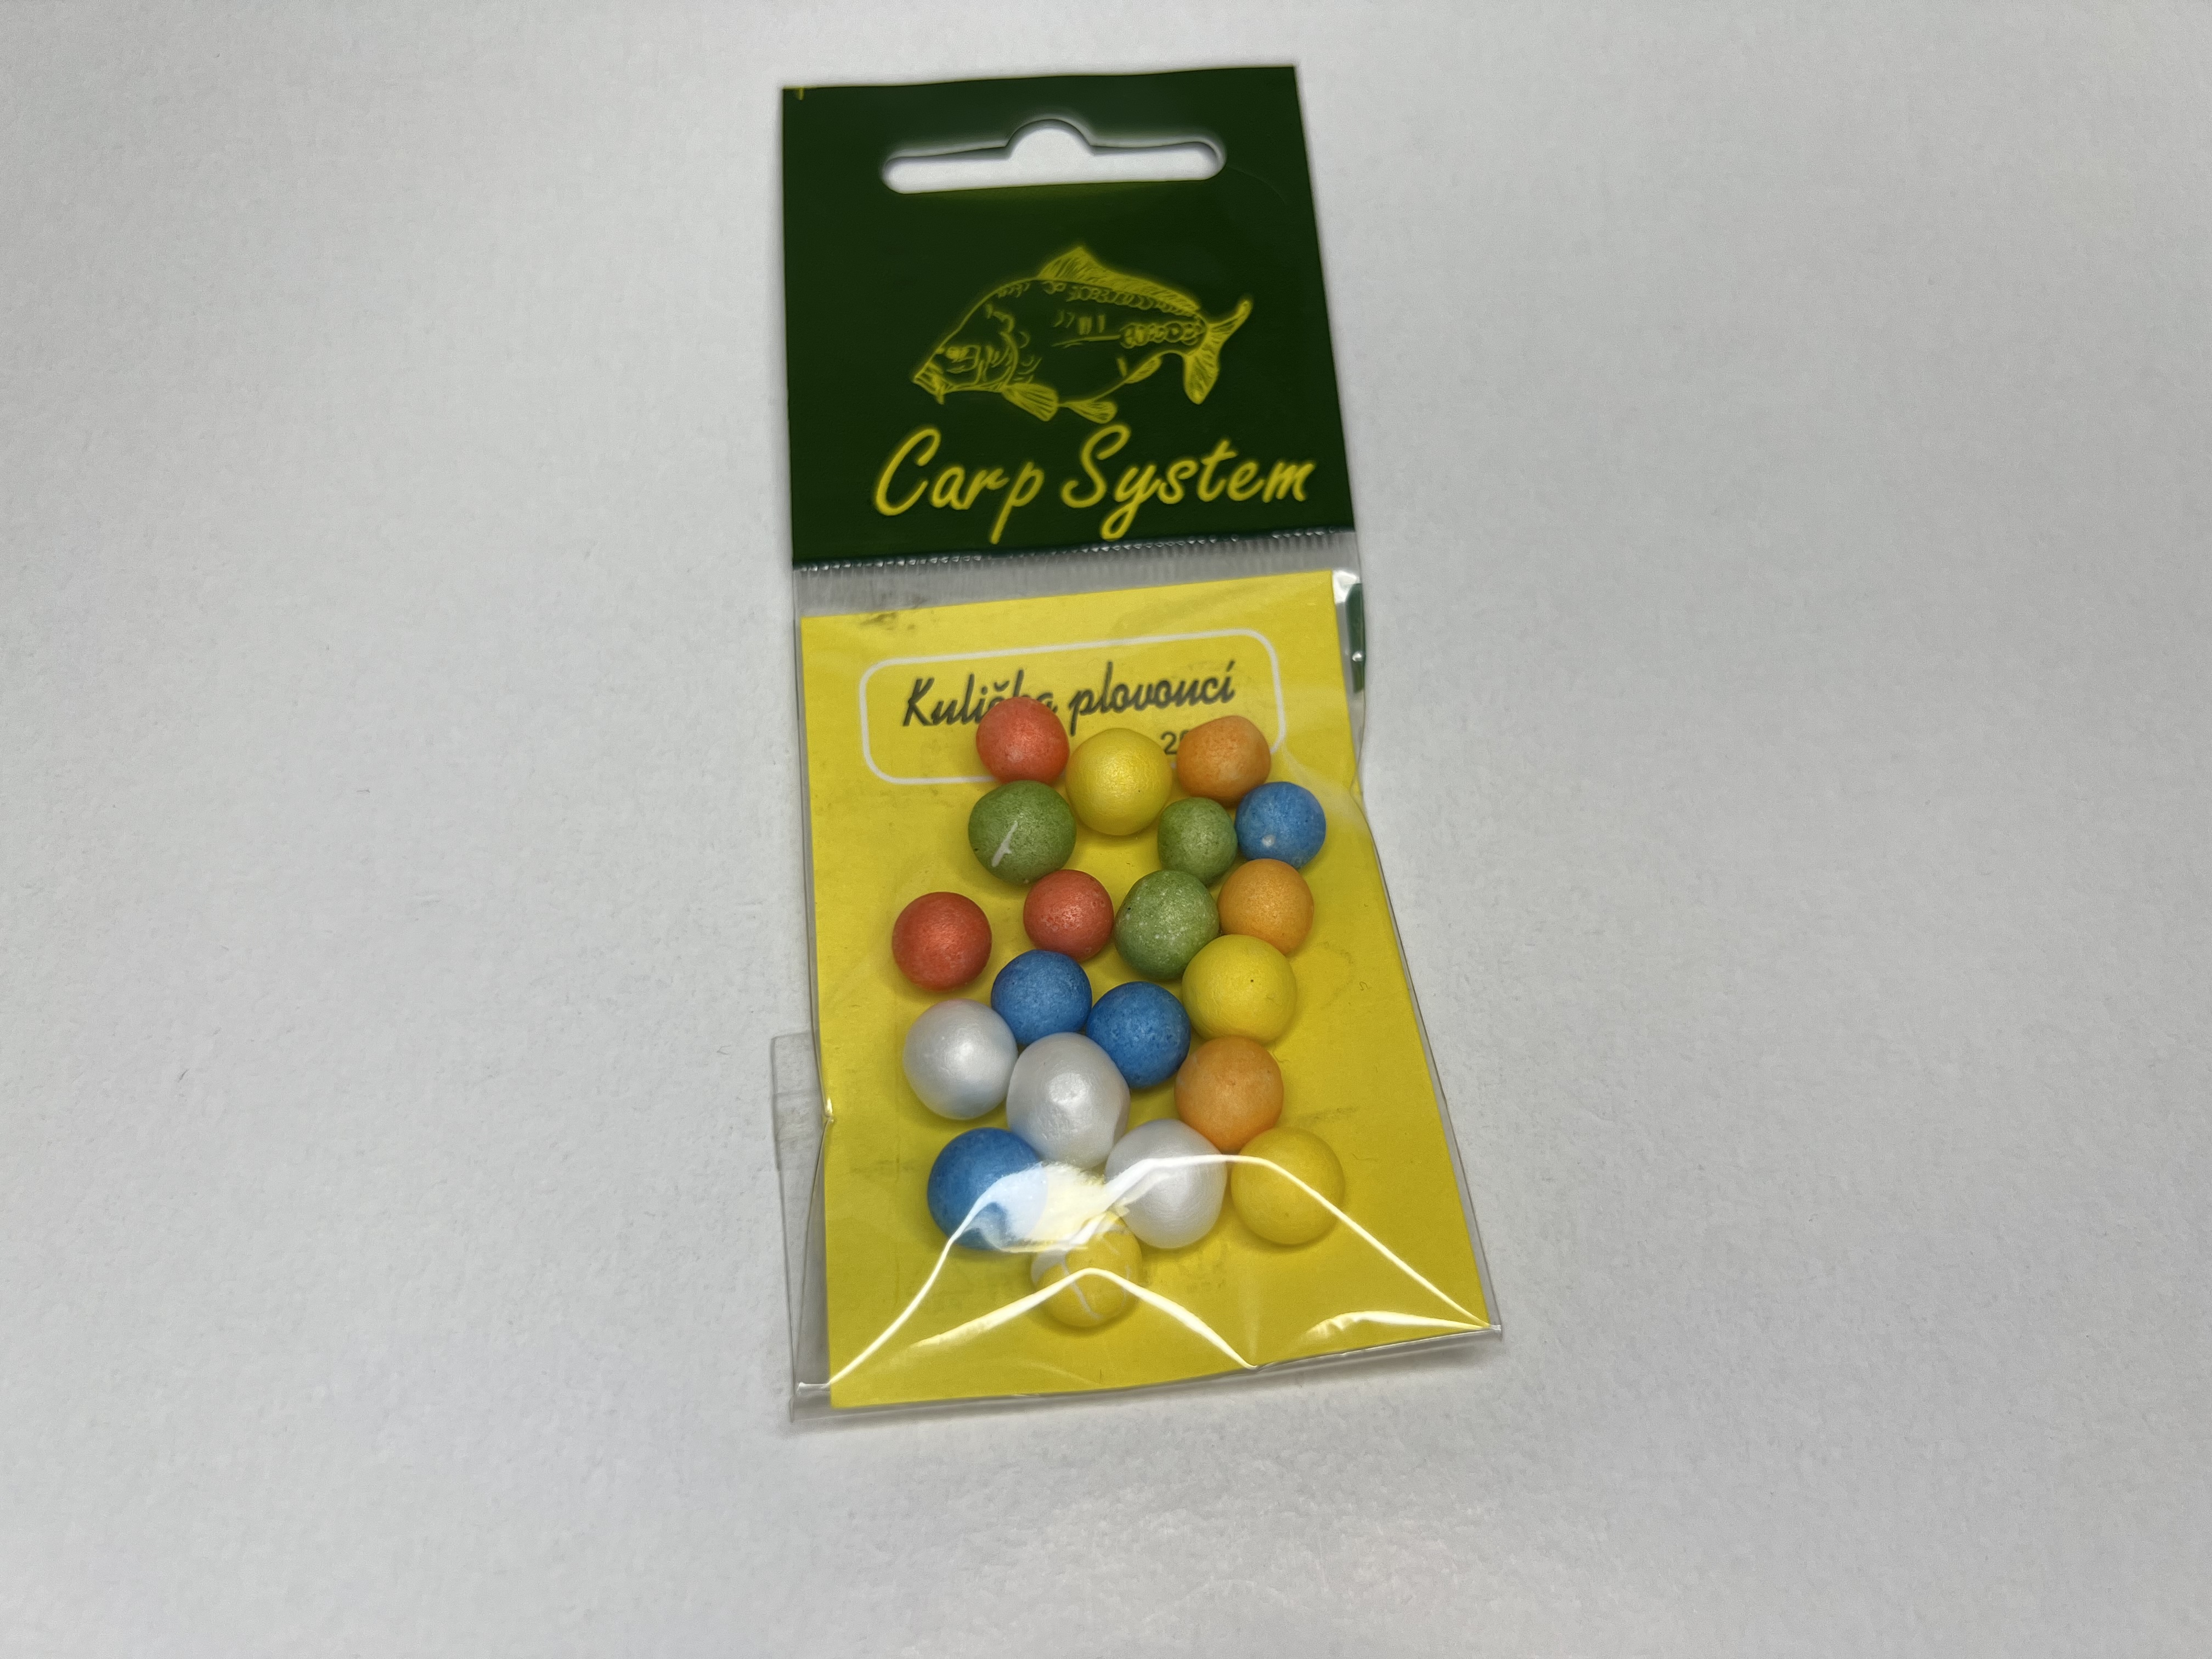 Carp System
Kulička plovoucí